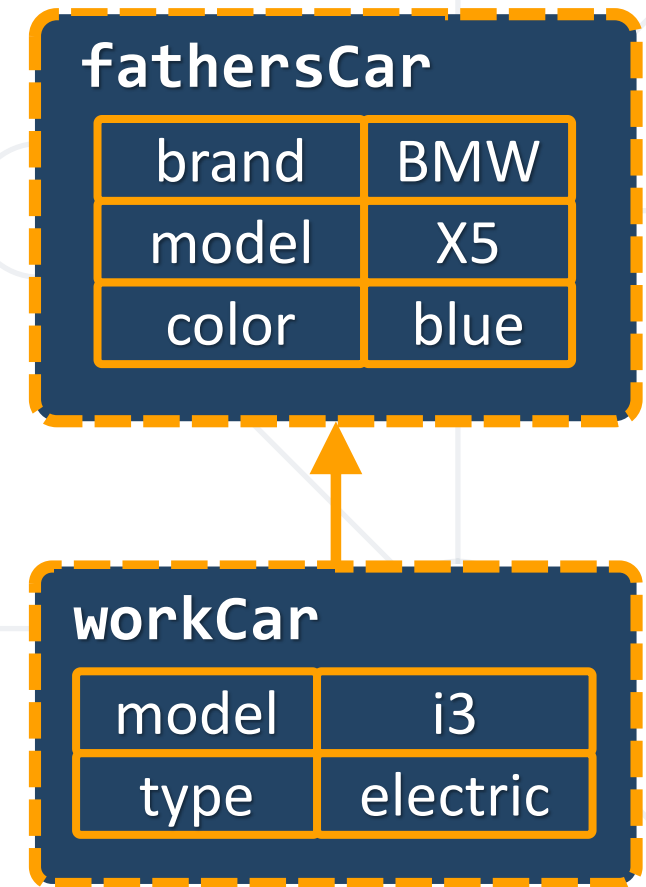 fathersCar
brand BMW
model X5
color blue
workCar
model i3
type electric